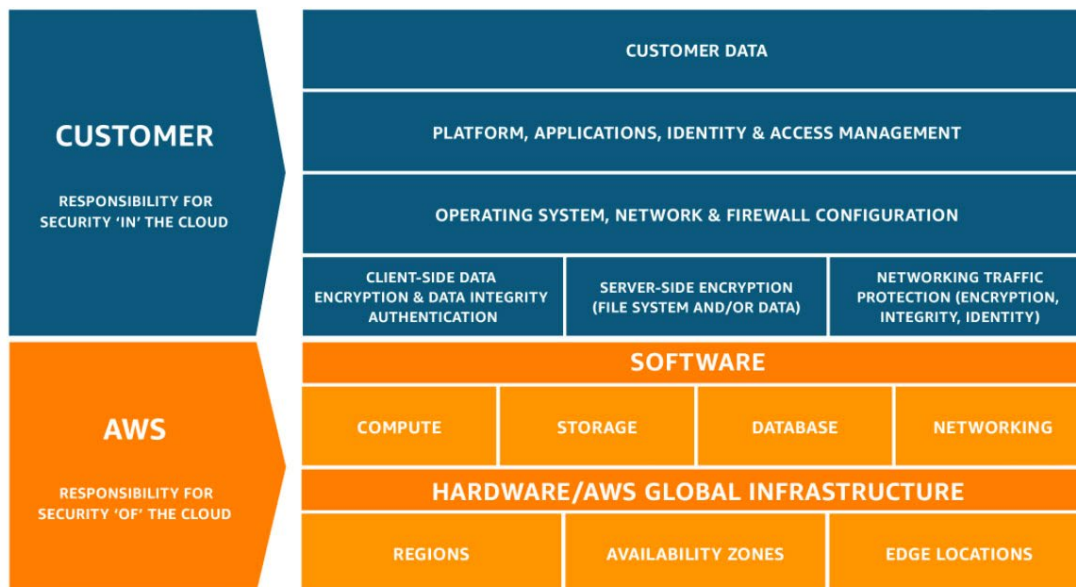 CUSTOMER
RESPONSIBILITY FOR
SECURITY ‘IN’ THE CLOUD
CUSTOMER DATA
PLATFORM, APPLICATIONS, IDENTITY & ACCESS MANAGEMENT
OPERATING SYSTEM, NETWORK & FIREWALL CONFIGURATION
CLIENT-SIDE DATA
ENCRYPTION & DATA INTEGRITY
AUTHENTICATION
SERVER-SIDE ENCRYPTION
(FILE SYSTEM AND/OR DATA)
NETWORKING TRAFFIC
PROTECTION (ENCRYPTION,
INTEGRITY, IDENTITY)
AWS
RESPONSIBILITY FOR
SECURITY ‘OF’ THE CLOUD
SOFTWARE
COMPUTE
STORAGE
DATABASE
NETWORKING
HARDWARE/AWS GLOBAL INFRASTRUCTURE
REGIONS
AVAILABILITY ZONES
EDGE LOCATIONS